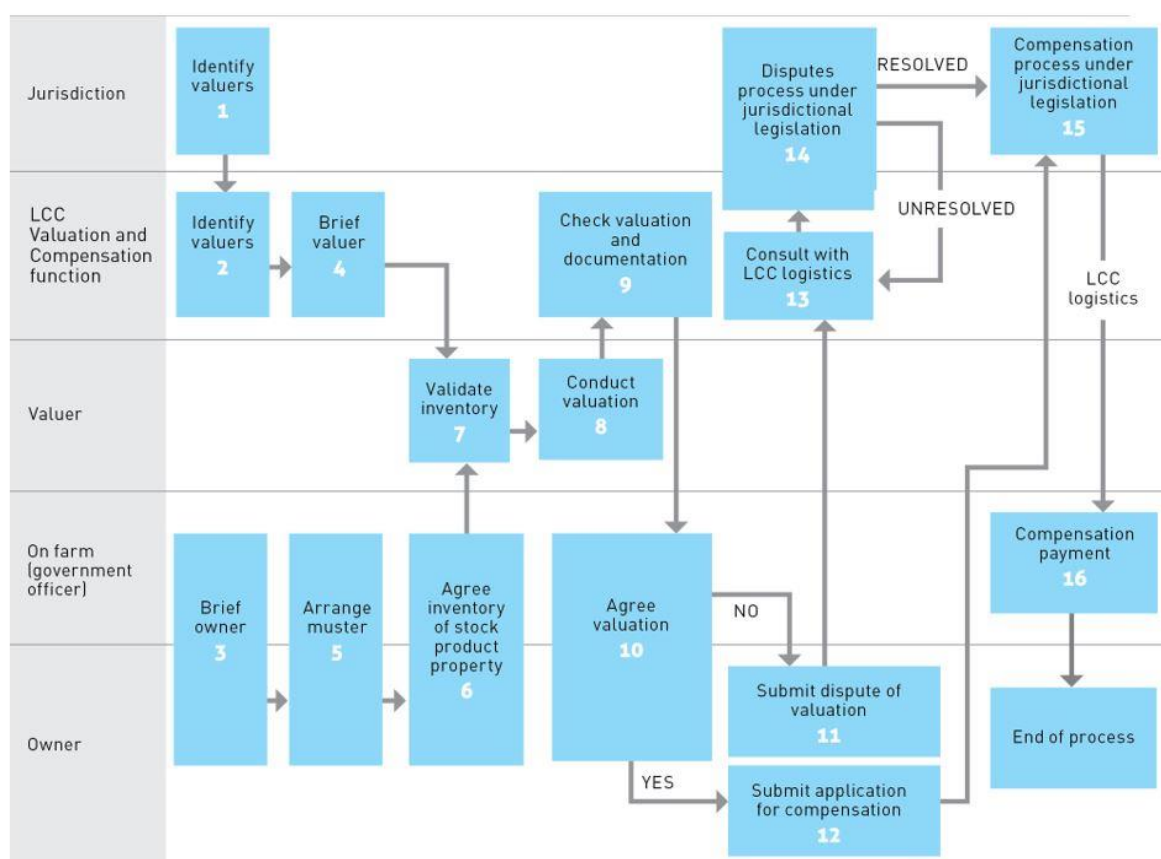 Jurisdiction
Identify
valuers
1
Disputes
process under
jurisdictional
legislation
14
RESOLVED
Compensation
process under
jurisdictional
legislation
15
LCC
Valuation and
Compensation
function
Identify
valuers
2
Brief
valuer
4
Check valuation
and
documentation
9
Consult with
LCC logistics
13
UNRESOLVED
LCC
logistics
Valuer
Validate
inventory
7
Conduct
valuation
8
On farm
(government
officer)
Brief
owner
3
Arrange
muster
5
Agree
inventory
of stock
product
property
6
Agree
valuation
10
NO
Compensation
payment
16
Owner
Submit dispute of
valuation
11
YES
Submit application
for compensation
12
End of process